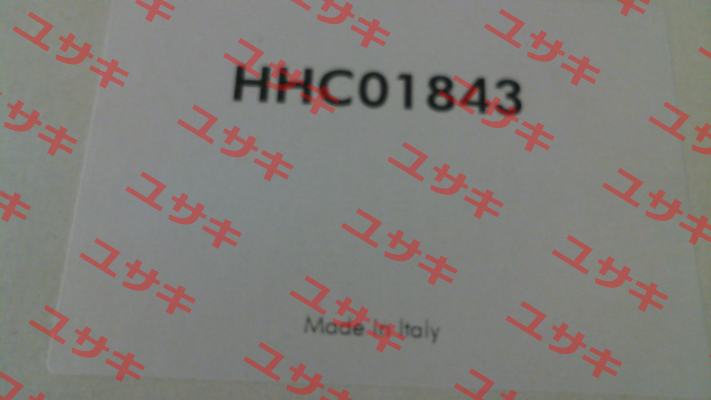 HHC01843
Made in Italy
ユサキ